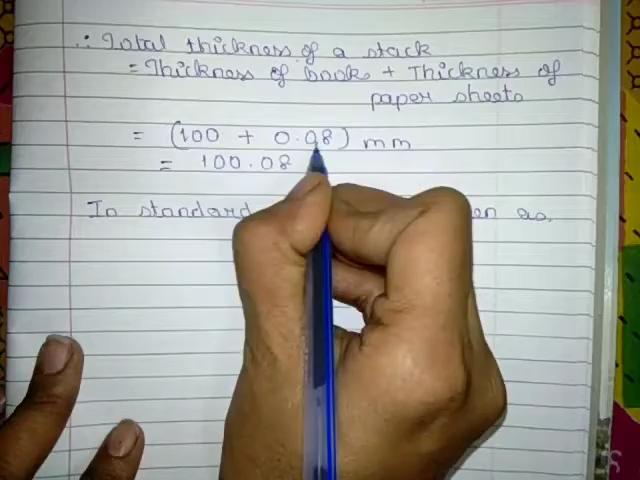 ∴ Total thickness of a stack
= Thickness of books + Thickness of
paper sheets
= (100 + 0.08) mm
= 100.08
In standard as,